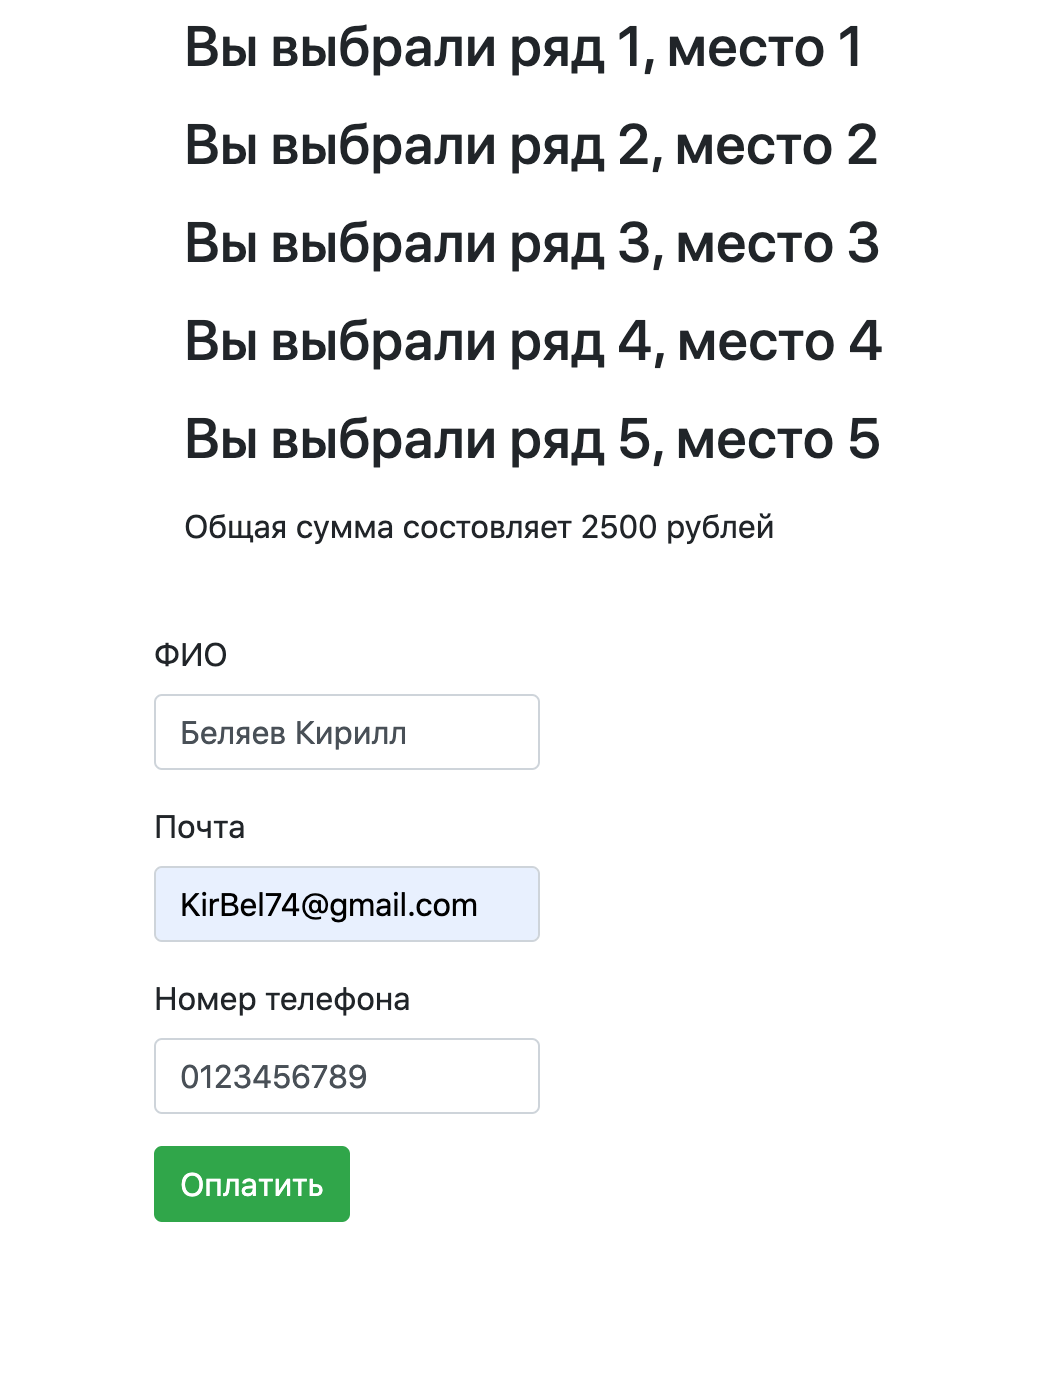 Вы выбрали ряд 1, место 1
Вы выбрали ряд 2, место 2
Вы выбрали ряд 3, место 3
Вы выбрали ряд 4, место 4
Вы выбрали ряд 5, место 5
Общая сумма состовляет 2500 рублей
ФИО
Беляев Кирилл
Почта
KirBel74@gmail.com
Номер телефона
0123456789
Оплатить